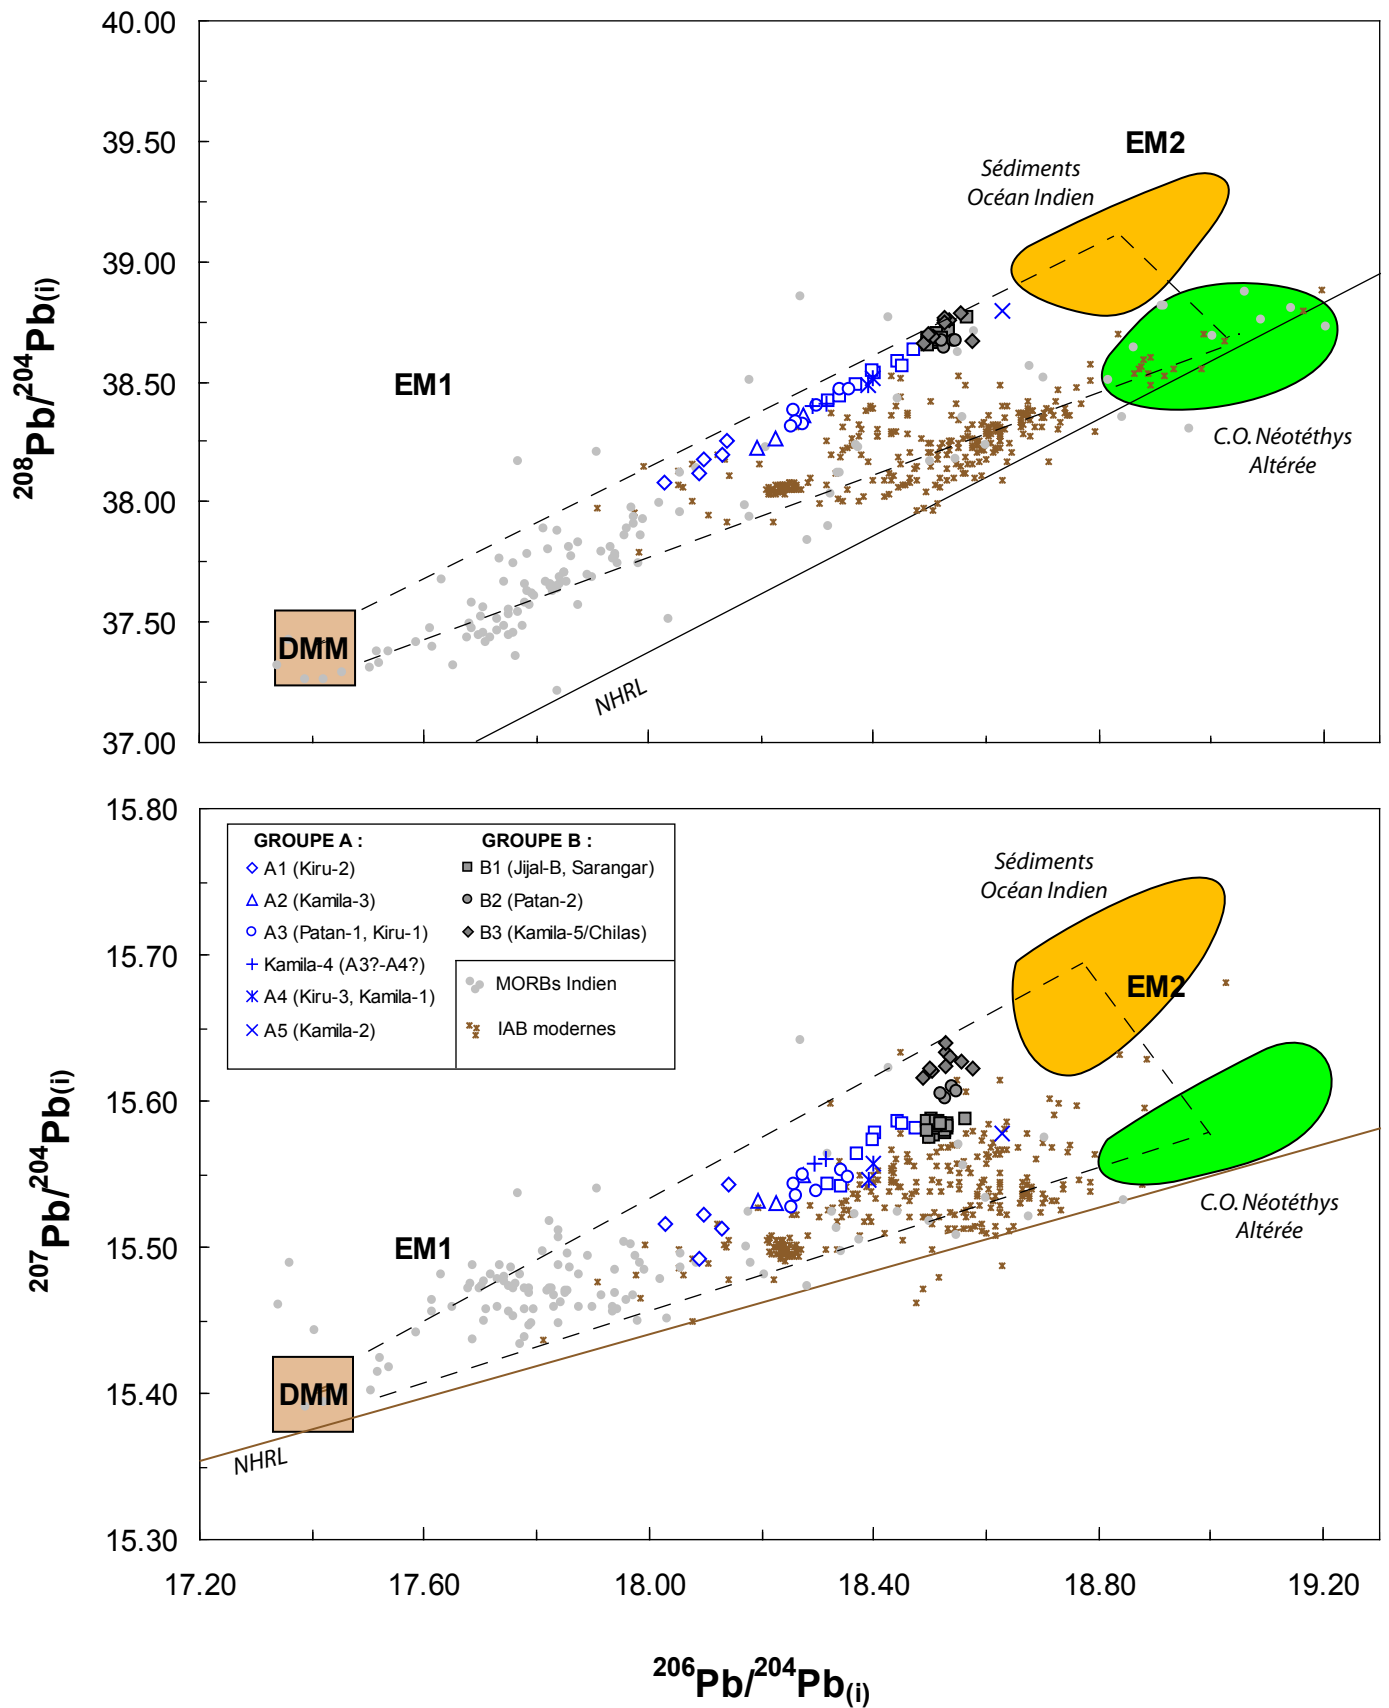 40.00
39.50
39.00
38.50
38.00
37.50
37.00
208Pb/204Pb(i)
EM2
Sédiments
Océan Indien
EM1
C.O. Néotéthys
Altérée
DMM
NHRL
15.80
15.70
15.60
15.50
15.40
15.30
207Pb/204Pb(i)
GROUPE A :
A1 (Kiru-2)
A2 (Kamila-3)
A3 (Patan-1, Kiru-1)
Kamila-4 (A3?-A4?)
A4 (Kiru-3, Kamila-1)
A5 (Kamila-2)
GROUPE B :
B1 (Jijal-B, Sarangar)
B2 (Patan-2)
B3 (Kamila-5/Chilas)
MORBs Indien
IAB modernes
Sédiments
Océan Indien
EM2
EM1
C.O. Néotéthys
Altérée
DMM
NHRL
17.20
17.60
18.00
18.40
18.80
19.20
206Pb/204Pb(i)